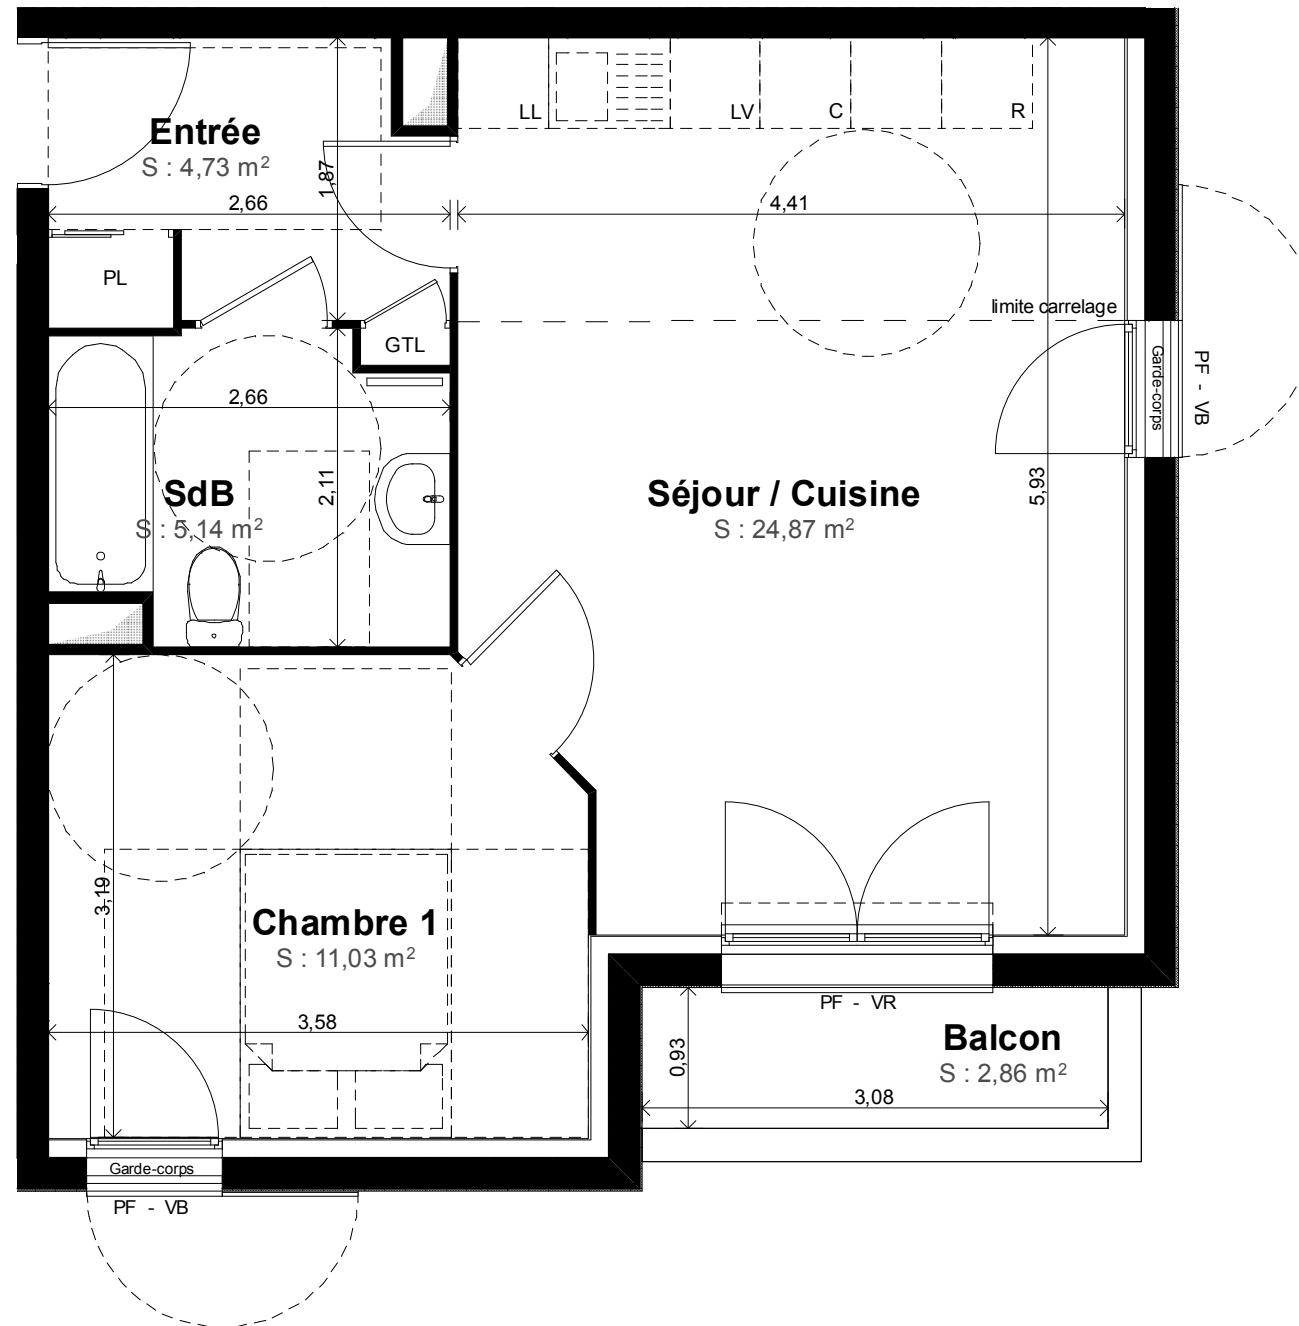 Entrée
S : 4,73 m²
1,87
2,66
PL
LL
LV
C
R
4,41
limite carrelage
Garde-corps
PF - VB
GTL
2,66
SdB
S : 5,14 m²
2,11
Séjour / Cuisine
S : 24,87 m²
5,93
3,19
Chambre 1
S : 11,03 m²
3,58
Garde-corps
PF - VB
PF - VR
Balcon
S : 2,86 m²
0,93
3,08